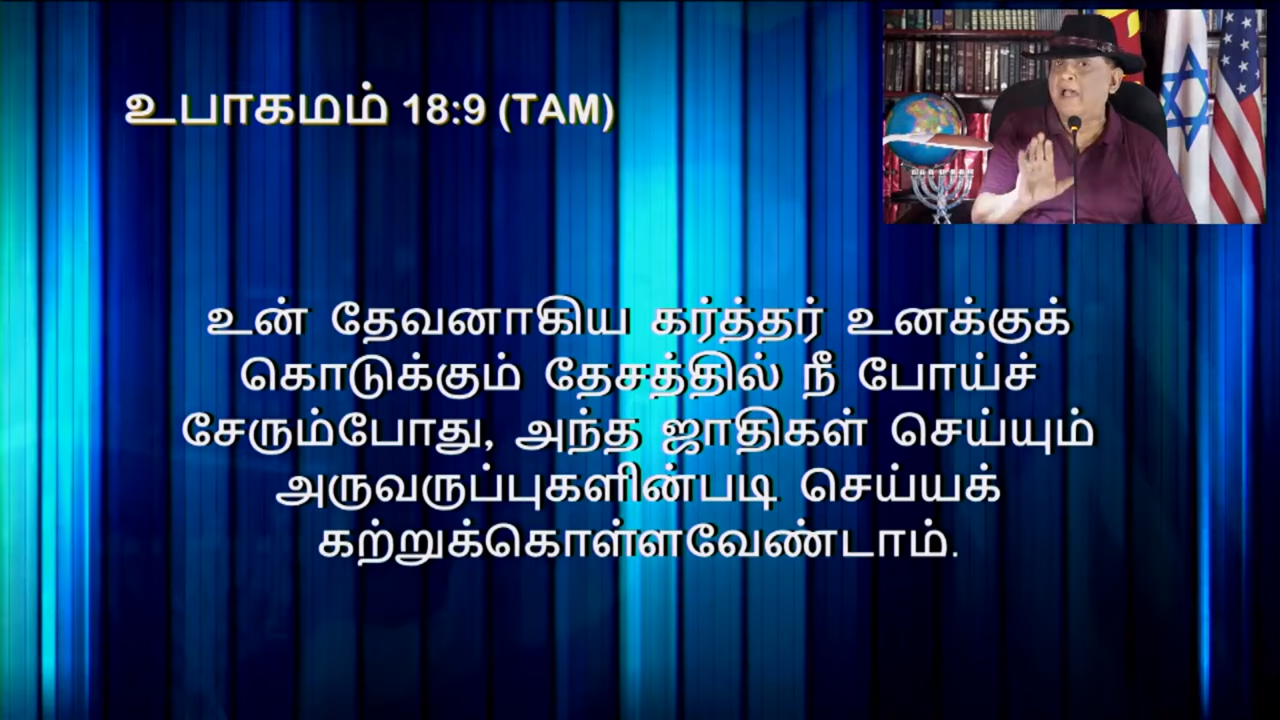 உபாகமம் 18:9 (TAM)
உன் தேவனாகிய கர்த்தர் உனக்குக்
கொடுக்கும் தேசத்தில் நீ போய்ச்
சேரும்போது, அந்த ஜாதிகள் செய்யும்
அருவருப்புகளின்படி செய்யக்
கற்றுக்கொள்ளவேண்டாம்.